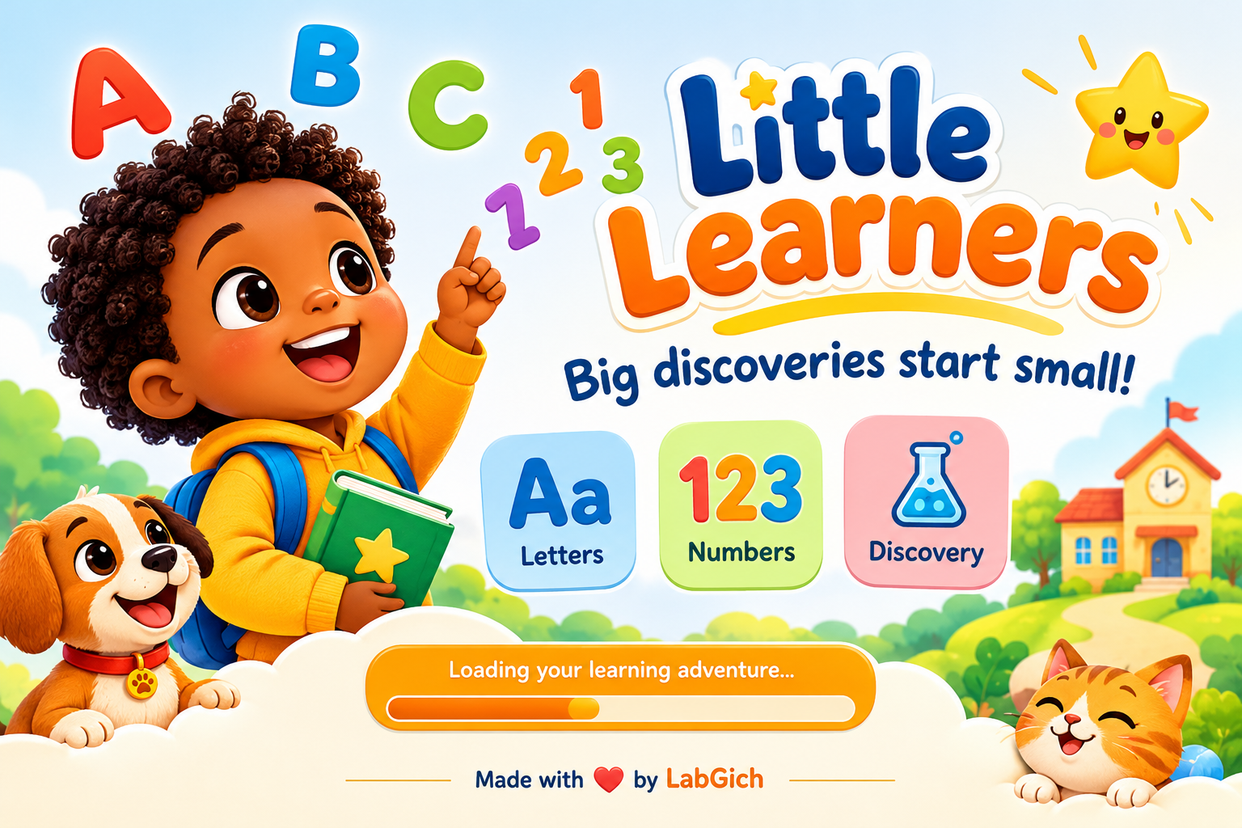 A B C
1
2 3
1
Little
Learners
Big discoveries start small!
Aa
Letters
123
Numbers
Discovery
Loading your learning adventure...
Made with ❤ by LabGich